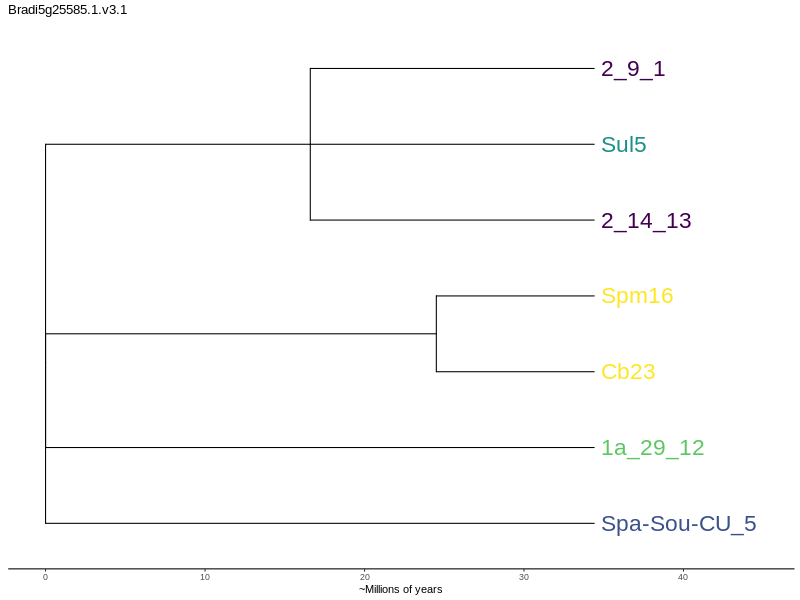 Bradi5g25585.1.v3.1
2_9_1
Sul5
2_14_13
Spm16
Cb23
1a_29_12
Spa-Sou-CU_5
0 10 20 30 40
~Millions of years